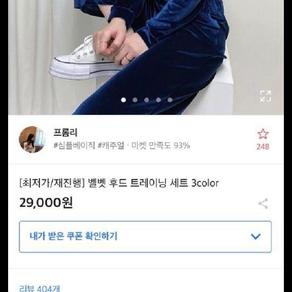 프롬리
#심플베이직 #캐주얼 · 마켓 만족도 93%
248
[최저가/재진행] 벨벳 후드 트레이닝 세트 3color
29,000원
내가 받은 쿠폰 확인하기
리뷰 404개